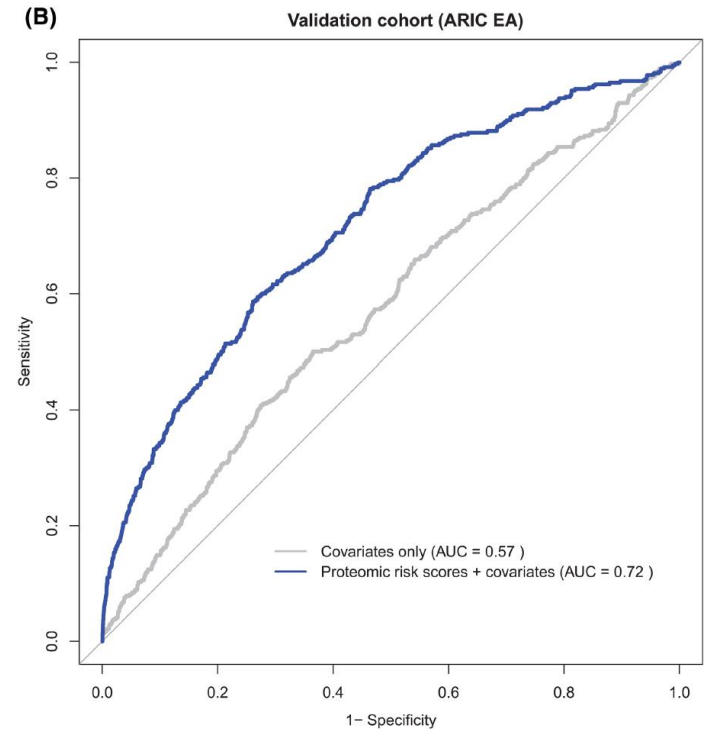 (B)
Validation cohort (ARIC EA)
Sensitivity
1.0
0.8
0.6
0.4
0.2
0.0
Covariates only (AUC = 0.57 )
Proteomic risk scores + covariates (AUC = 0.72 )
0.0 0.2 0.4 0.6 0.8 1.0
1− Specificity